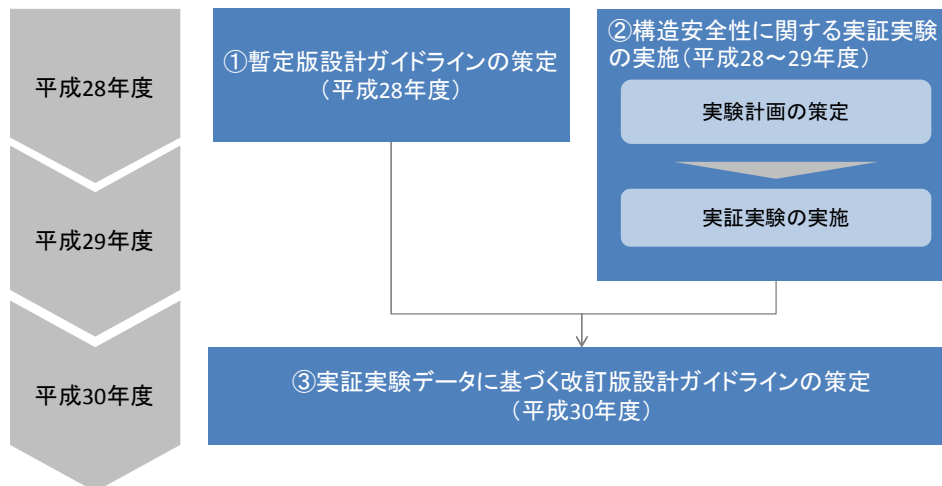 平成28年度
①暫定版設計ガイドラインの策定
（平成28年度）
②構造安全性に関する実証実験
の実施（平成28～29年度）
実験計画の策定
平成29年度
実証実験の実施
平成30年度
③実証実験データに基づく改訂版設計ガイドラインの策定
（平成30年度）